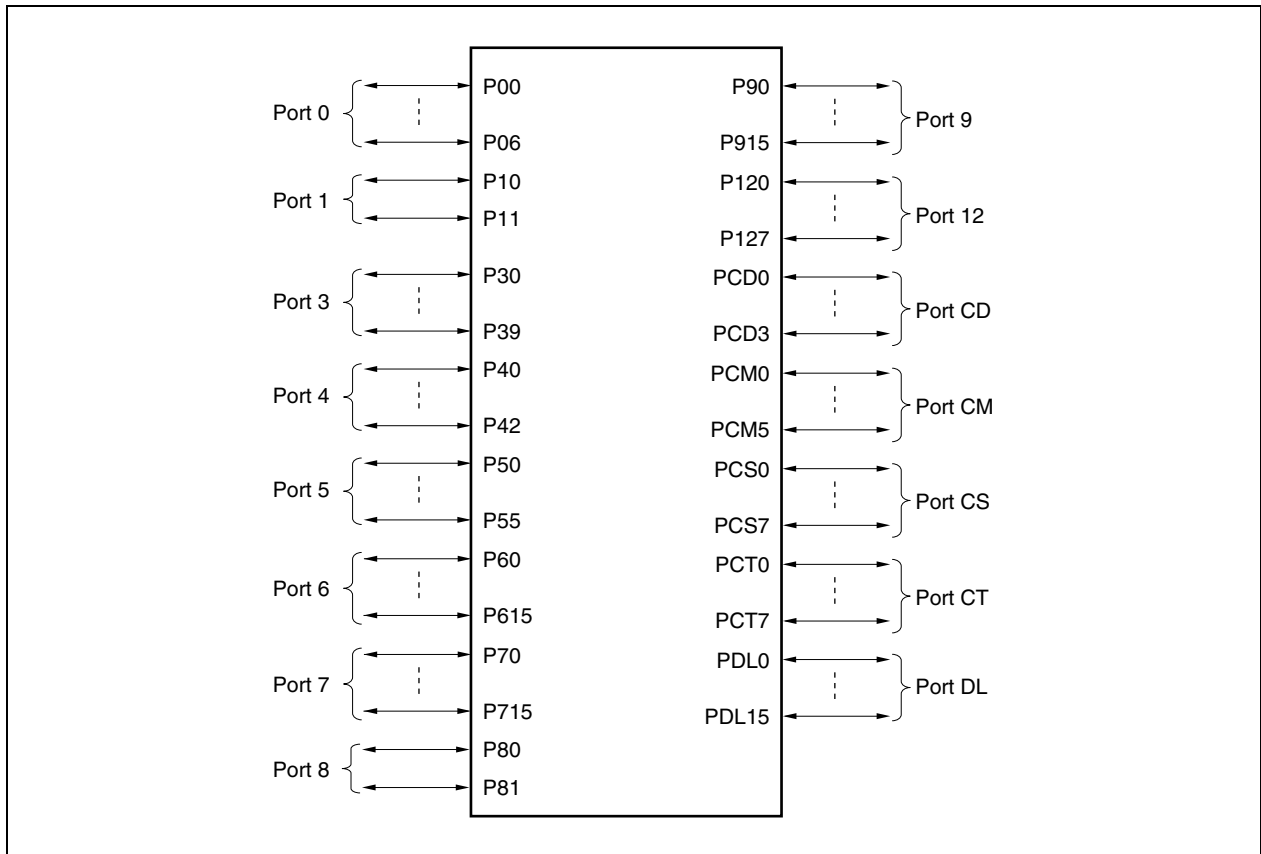 Port 0
P00
P06
Port 1
P10
P11
Port 3
P30
P39
Port 4
P40
P42
Port 5
P50
P55
Port 6
P60
P615
Port 7
P70
P715
Port 8
P80
P81
P90
P915
Port 9
P120
P127
Port 12
PCD0
PCD3
Port CD
PCM0
PCM5
Port CM
PCS0
PCS7
Port CS
PCT0
PCT7
Port CT
PDL0
PDL15
Port DL